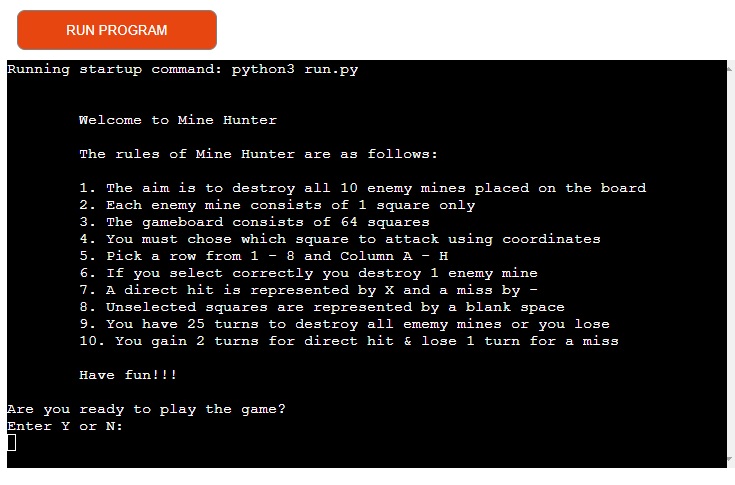 RUN PROGRAM
Running startup command: python3 run.py
Welcome to Mine Hunter
The rules of Mine Hunter are as follows:
1. The aim is to destroy all 10 enemy mines placed on the board
2. Each enemy mine consists of 1 square only
3. The gameboard consists of 64 squares
4. You must chose which square to attack using coordinates
5. Pick a row from 1 - 8 and Column A - H
6. If you select correctly you destroy 1 enemy mine
7. A direct hit is represented by X and a miss by -
8. Unselected squares are represented by a blank space
9. You have 25 turns to destroy all ememy mines or you lose
10. You gain 2 turns for direct hit & lose 1 turn for a miss
Have fun!!!
Are you ready to play the game?
Enter Y or N: